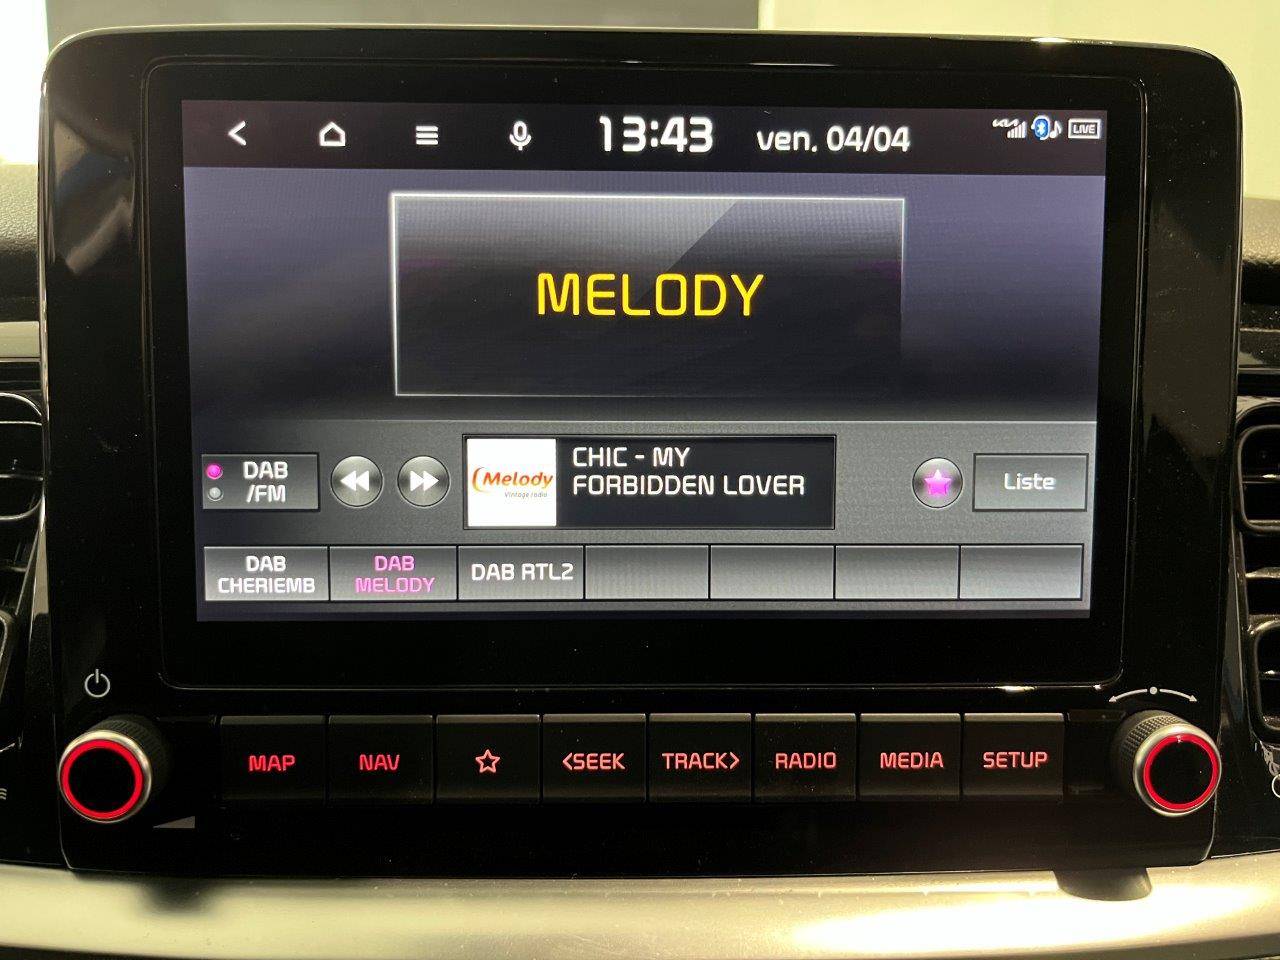 13:43 ven. 04/04 KIA LIVE
MELODY
DAB
/FM
Melody
Vintage radio
CHIC - MY
FORBIDDEN LOVER
Liste
DAB
CHERIEMB
DAB
MELODY
DAB RTL2
MAP NAV <SEEK TRACK> RADIO MEDIA SETUP